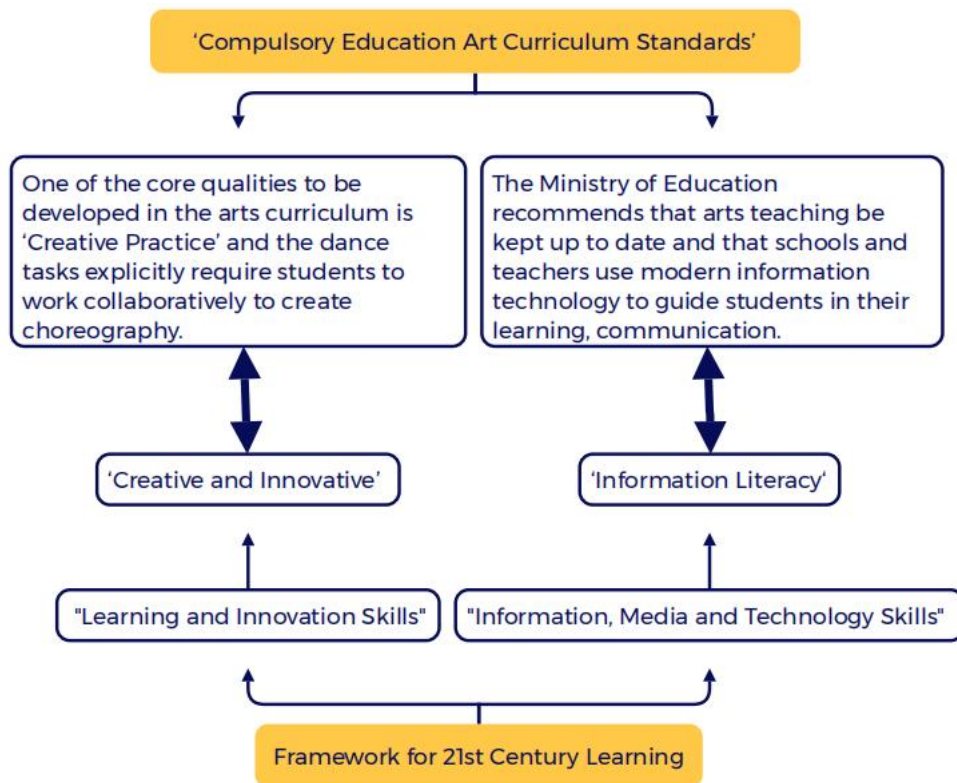 ‘Compulsory Education Art Curriculum Standards’
One of the core qualities to be
developed in the arts curriculum is
‘Creative Practice’ and the dance
tasks explicitly require students to
work collaboratively to create
choreography.
The Ministry of Education
recommends that arts teaching be
kept up to date and that schools and
teachers use modern information
technology to guide students in their
learning, communication.
‘Creative and Innovative’
‘Information Literacy‘
"Learning and Innovation Skills"
"Information, Media and Technology Skills"
Framework for 21st Century Learning